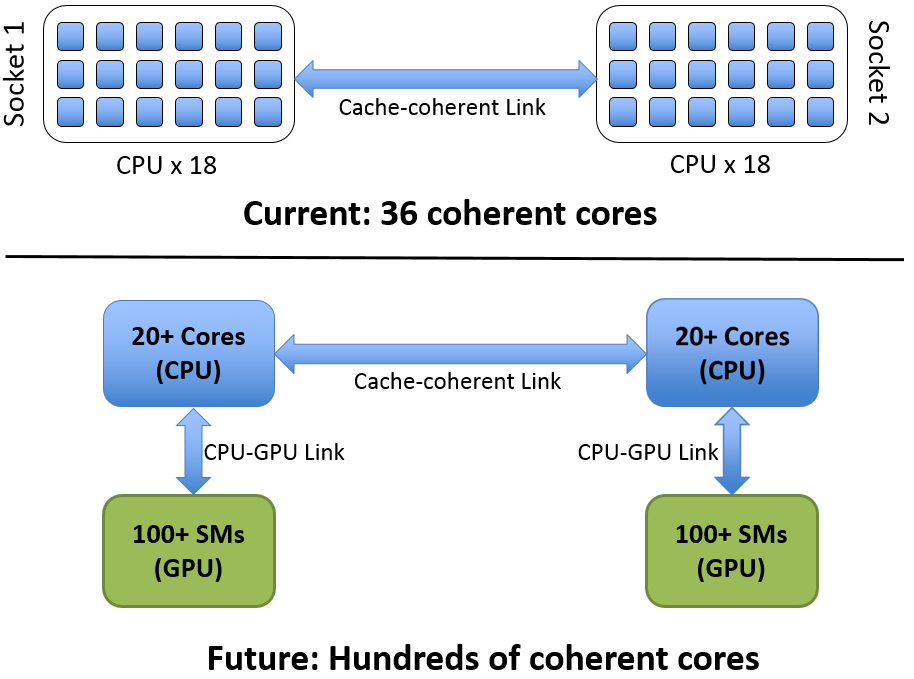 Socket 1
Socket 2
Cache-coherent Link
CPU x 18
CPU x 18
Current: 36 coherent cores
20+ Cores
(CPU)
20+ Cores
(CPU)
Cache-coherent Link
CPU-GPU Link
CPU-GPU Link
100+ SMs
(GPU)
100+ SMs
(GPU)
Future: Hundreds of coherent cores